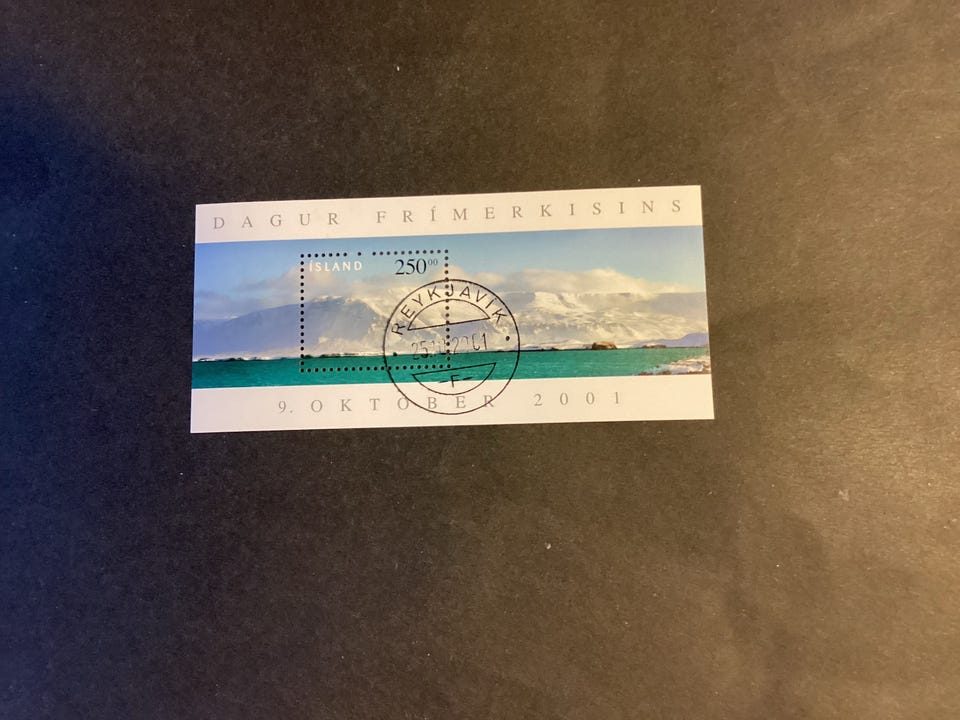 DAGUR FRÍMERKISINS
ÍSLAND 250⁰⁰
REYKJAVÍK
-F-
9. OKTÓBER 2001